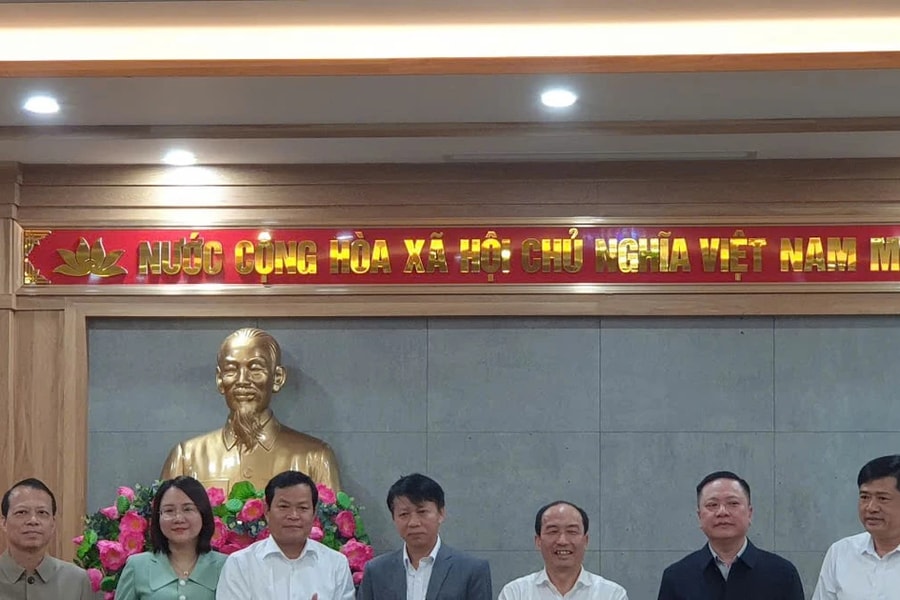 NƯỚC CỘNG HÒA XÃ HỘI CHỦ NGHĨA VIỆT NAM M